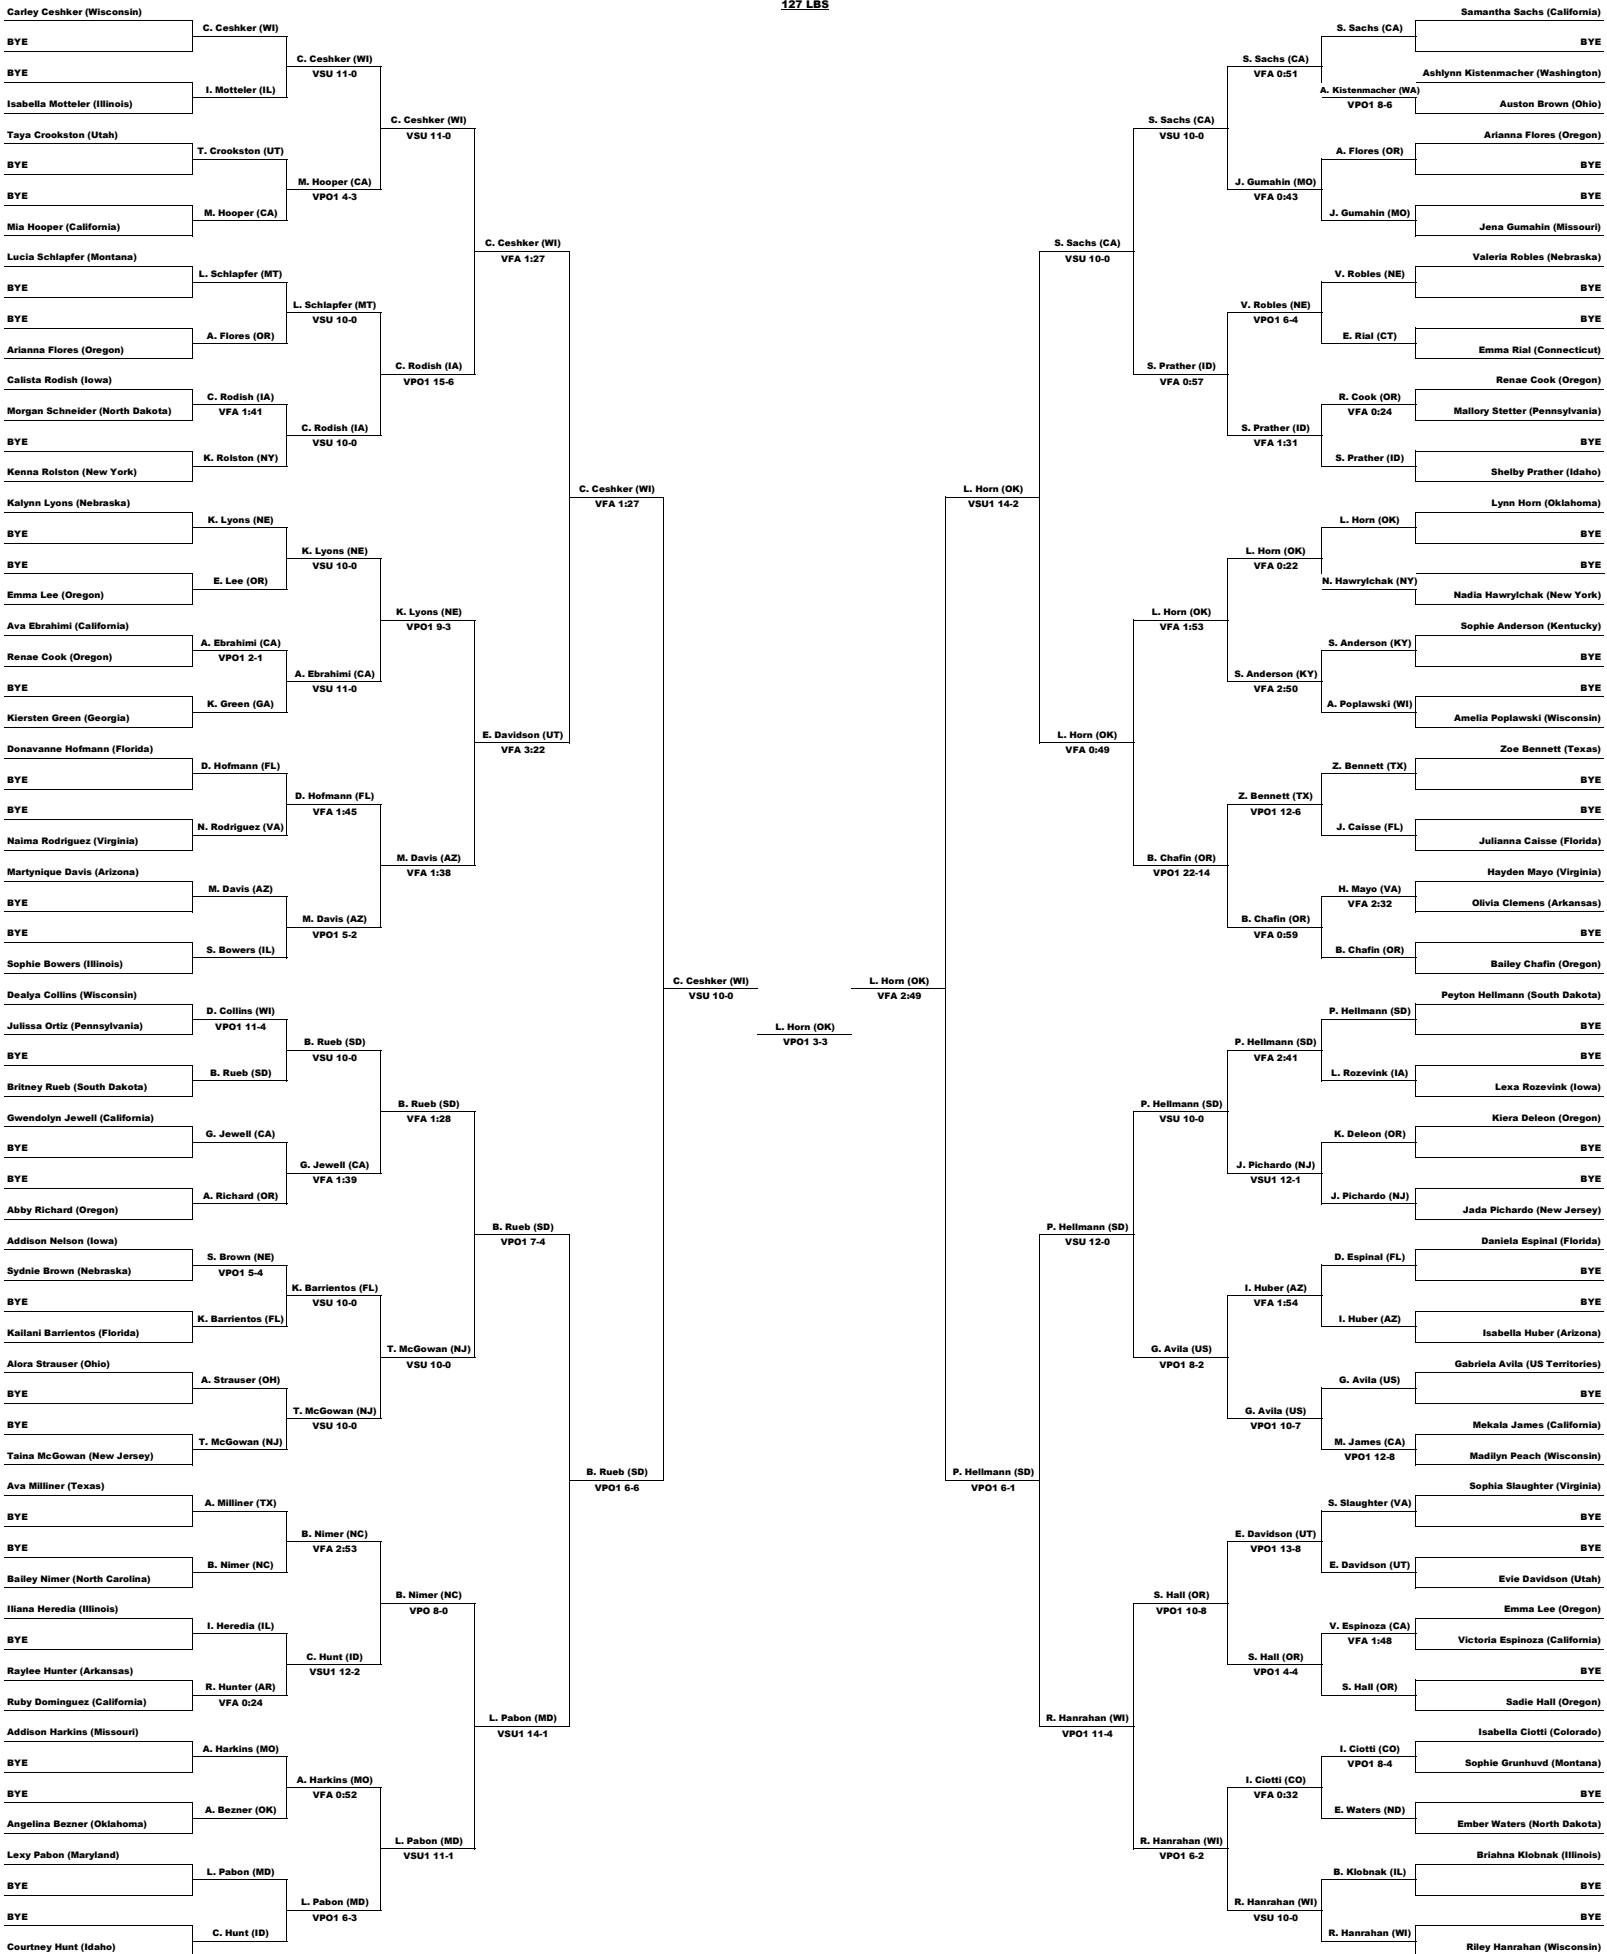 127 LBS
Carley Ceshker (Wisconsin)
BYE
BYE
Isabella Motteler (Illinois)
Taya Crookston (Utah)
BYE
BYE
Mia Hooper (California)
Lucia Schlapfer (Montana)
BYE
BYE
Arianna Flores (Oregon)
Calista Rodish (Iowa)
Morgan Schneider (North Dakota)
BYE
Kenna Rolston (New York)
Kalynn Lyons (Nebraska)
BYE
BYE
Emma Lee (Oregon)
Ava Ebrahimi (California)
Renae Cook (Oregon)
BYE
Kiersten Green (Georgia)
Donavanne Hofmann (Florida)
BYE
BYE
Naima Rodriguez (Virginia)
Martynique Davis (Arizona)
BYE
BYE
Sophie Bowers (Illinois)
Dealya Collins (Wisconsin)
Julissa Ortiz (Pennsylvania)
BYE
Britney Rueb (South Dakota)
Gwendolyn Jewell (California)
BYE
BYE
Abby Richard (Oregon)
Addison Nelson (Iowa)
Sydnie Brown (Nebraska)
BYE
Kailani Barrientos (Florida)
Alora Strauser (Ohio)
BYE
BYE
Taina McGowan (New Jersey)
Ava Milliner (Texas)
BYE
BYE
Bailey Nimer (North Carolina)
Iliana Heredia (Illinois)
BYE
Raylee Hunter (Arkansas)
Ruby Dominguez (California)
Addison Harkins (Missouri)
BYE
BYE
Angelina Bezner (Oklahoma)
Lexy Pabon (Maryland)
BYE
BYE
Courtney Hunt (Idaho)
C. Ceshker (WI)
I. Motteler (IL)
T. Crookston (UT)
M. Hooper (CA)
L. Schlapfer (MT)
A. Flores (OR)
C. Rodish (IA)
VFA 1:41
K. Rolston (NY)
K. Lyons (NE)
E. Lee (OR)
A. Ebrahimi (CA)
VPO1 2-1
K. Green (GA)
D. Hofmann (FL)
N. Rodriguez (VA)
M. Davis (AZ)
S. Bowers (IL)
D. Collins (WI)
VPO1 11-4
B. Rueb (SD)
G. Jewell (CA)
A. Richard (OR)
S. Brown (NE)
VPO1 5-4
K. Barrientos (FL)
A. Strauser (OH)
T. McGowan (NJ)
A. Milliner (TX)
B. Nimer (NC)
I. Heredia (IL)
R. Hunter (AR)
VFA 0:24
A. Harkins (MO)
A. Bezner (OK)
L. Pabon (MD)
C. Hunt (ID)
C. Ceshker (WI)
VSU 11-0
M. Hooper (CA)
VPO1 4-3
L. Schlapfer (MT)
VSU 10-0
C. Rodish (IA)
VSU 10-0
K. Lyons (NE)
VSU 10-0
A. Ebrahimi (CA)
VSU 11-0
D. Hofmann (FL)
VFA 1:45
M. Davis (AZ)
VPO1 5-2
B. Rueb (SD)
VSU 10-0
G. Jewell (CA)
VFA 1:39
K. Barrientos (FL)
VSU 10-0
T. McGowan (NJ)
VSU 10-0
B. Nimer (NC)
VFA 2:53
C. Hunt (ID)
VSU1 12-2
A. Harkins (MO)
VFA 0:52
L. Pabon (MD)
VPO1 6-3
C. Ceshker (WI)
VSU 11-0
C. Rodish (IA)
VPO1 15-6
K. Lyons (NE)
VPO1 9-3
M. Davis (AZ)
VFA 1:38
B. Rueb (SD)
VFA 1:28
T. McGowan (NJ)
VSU 10-0
B. Nimer (NC)
VPO 8-0
L. Pabon (MD)
VSU1 11-1
C. Ceshker (WI)
VFA 1:27
E. Davidson (UT)
VFA 3:22
B. Rueb (SD)
VPO1 7-4
L. Pabon (MD)
VSU1 14-1
C. Ceshker (WI)
VFA 1:27
B. Rueb (SD)
VPO1 6-6
C. Ceshker (WI)
VSU 10-0
L. Horn (OK)
VPO1 3-3
L. Horn (OK)
VFA 2:49
L. Horn (OK)
VSU1 14-2
P. Hellmann (SD)
VPO1 6-1
S. Sachs (CA)
VSU 10-0
L. Horn (OK)
VFA 0:49
P. Hellmann (SD)
VSU 12-0
R. Hanrahan (WI)
VPO1 11-4
S. Sachs (CA)
VSU 10-0
S. Prather (ID)
VFA 0:57
L. Horn (OK)
VFA 1:53
B. Chafin (OR)
VPO1 22-14
P. Hellmann (SD)
VSU 10-0
G. Avila (US)
VPO1 8-2
S. Hall (OR)
VPO1 10-8
R. Hanrahan (WI)
VPO1 6-2
S. Sachs (CA)
VFA 0:51
J. Gumahin (MO)
VFA 0:43
V. Robles (NE)
VPO1 6-4
S. Prather (ID)
VFA 1:31
L. Horn (OK)
VFA 0:22
S. Anderson (KY)
VFA 2:50
Z. Bennett (TX)
VPO1 12-6
B. Chafin (OR)
VFA 0:59
P. Hellmann (SD)
VFA 2:41
J. Pichardo (NJ)
VSU1 12-1
I. Huber (AZ)
VFA 1:54
G. Avila (US)
VPO1 10-7
E. Davidson (UT)
VPO1 13-8
S. Hall (OR)
VPO1 4-4
I. Ciotti (CO)
VFA 0:32
R. Hanrahan (WI)
VSU 10-0
S. Sachs (CA)
A. Kistenmacher (WA)
VPO1 8-6
A. Flores (OR)
J. Gumahin (MO)
V. Robles (NE)
E. Rial (CT)
R. Cook (OR)
VFA 0:24
S. Prather (ID)
L. Horn (OK)
N. Hawrylchak (NY)
S. Anderson (KY)
A. Poplawski (WI)
Z. Bennett (TX)
J. Caisse (FL)
H. Mayo (VA)
VFA 2:32
B. Chafin (OR)
P. Hellmann (SD)
L. Rozevink (IA)
K. Deleon (OR)
J. Pichardo (NJ)
D. Espinal (FL)
I. Huber (AZ)
G. Avila (US)
M. James (CA)
VPO1 12-8
S. Slaughter (VA)
E. Davidson (UT)
V. Espinoza (CA)
VFA 1:48
S. Hall (OR)
I. Ciotti (CO)
VPO1 8-4
E. Waters (ND)
B. Klobnak (IL)
R. Hanrahan (WI)
Samantha Sachs (California)
BYE
Ashlynn Kistenmacher (Washington)
Auston Brown (Ohio)
Arianna Flores (Oregon)
BYE
BYE
Jena Gumahin (Missouri)
Valeria Robles (Nebraska)
BYE
BYE
Emma Rial (Connecticut)
Renae Cook (Oregon)
Mallory Stetter (Pennsylvania)
BYE
Shelby Prather (Idaho)
Lynn Horn (Oklahoma)
BYE
BYE
Nadia Hawrylchak (New York)
Sophie Anderson (Kentucky)
BYE
BYE
Amelia Poplawski (Wisconsin)
Zoe Bennett (Texas)
BYE
BYE
Julianna Caisse (Florida)
Hayden Mayo (Virginia)
Olivia Clemens (Arkansas)
BYE
Bailey Chafin (Oregon)
Peyton Hellmann (South Dakota)
BYE
BYE
Lexa Rozevink (Iowa)
Kiera Deleon (Oregon)
BYE
BYE
Jada Pichardo (New Jersey)
Daniela Espinal (Florida)
BYE
BYE
Isabella Huber (Arizona)
Gabriela Avila (US Territories)
BYE
Mekala James (California)
Madilyn Peach (Wisconsin)
Sophia Slaughter (Virginia)
BYE
BYE
Evie Davidson (Utah)
Emma Lee (Oregon)
Victoria Espinoza (California)
BYE
Sadie Hall (Oregon)
Isabella Ciotti (Colorado)
Sophie Grunhuvd (Montana)
BYE
Ember Waters (North Dakota)
Briahna Klobnak (Illinois)
BYE
BYE
Riley Hanrahan (Wisconsin)